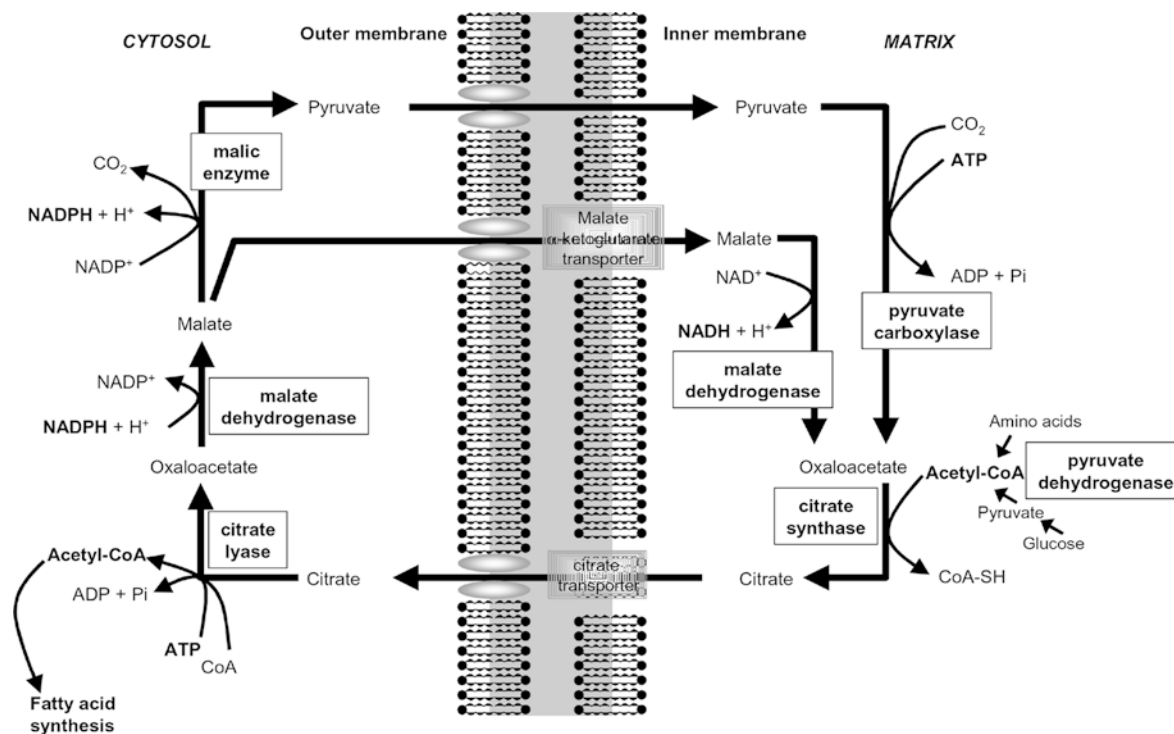 CYTOSOL
Outer membrane
Inner membrane
MATRIX
Pyruvate
Pyruvate
malic
enzyme
CO₂
NADPH + H⁺
NADP⁺
CO₂
ATP
ADP + Pi
pyruvate
carboxylase
Malate
α-ketoglutarate
transporter
Malate
NAD⁺
NADH + H⁺
malate
dehydrogenase
Malate
NADP⁺
NADPH + H⁺
malate
dehydrogenase
Oxaloacetate
Oxaloacetate
Amino acids
Acetyl-CoA
pyruvate
dehydrogenase
Pyruvate
Glucose
citrate
synthase
CoA-SH
citrate
lyase
Acetyl-CoA
ADP + Pi
ATP
CoA
Citrate
citrate
transporter
Citrate
Fatty acid
synthesis